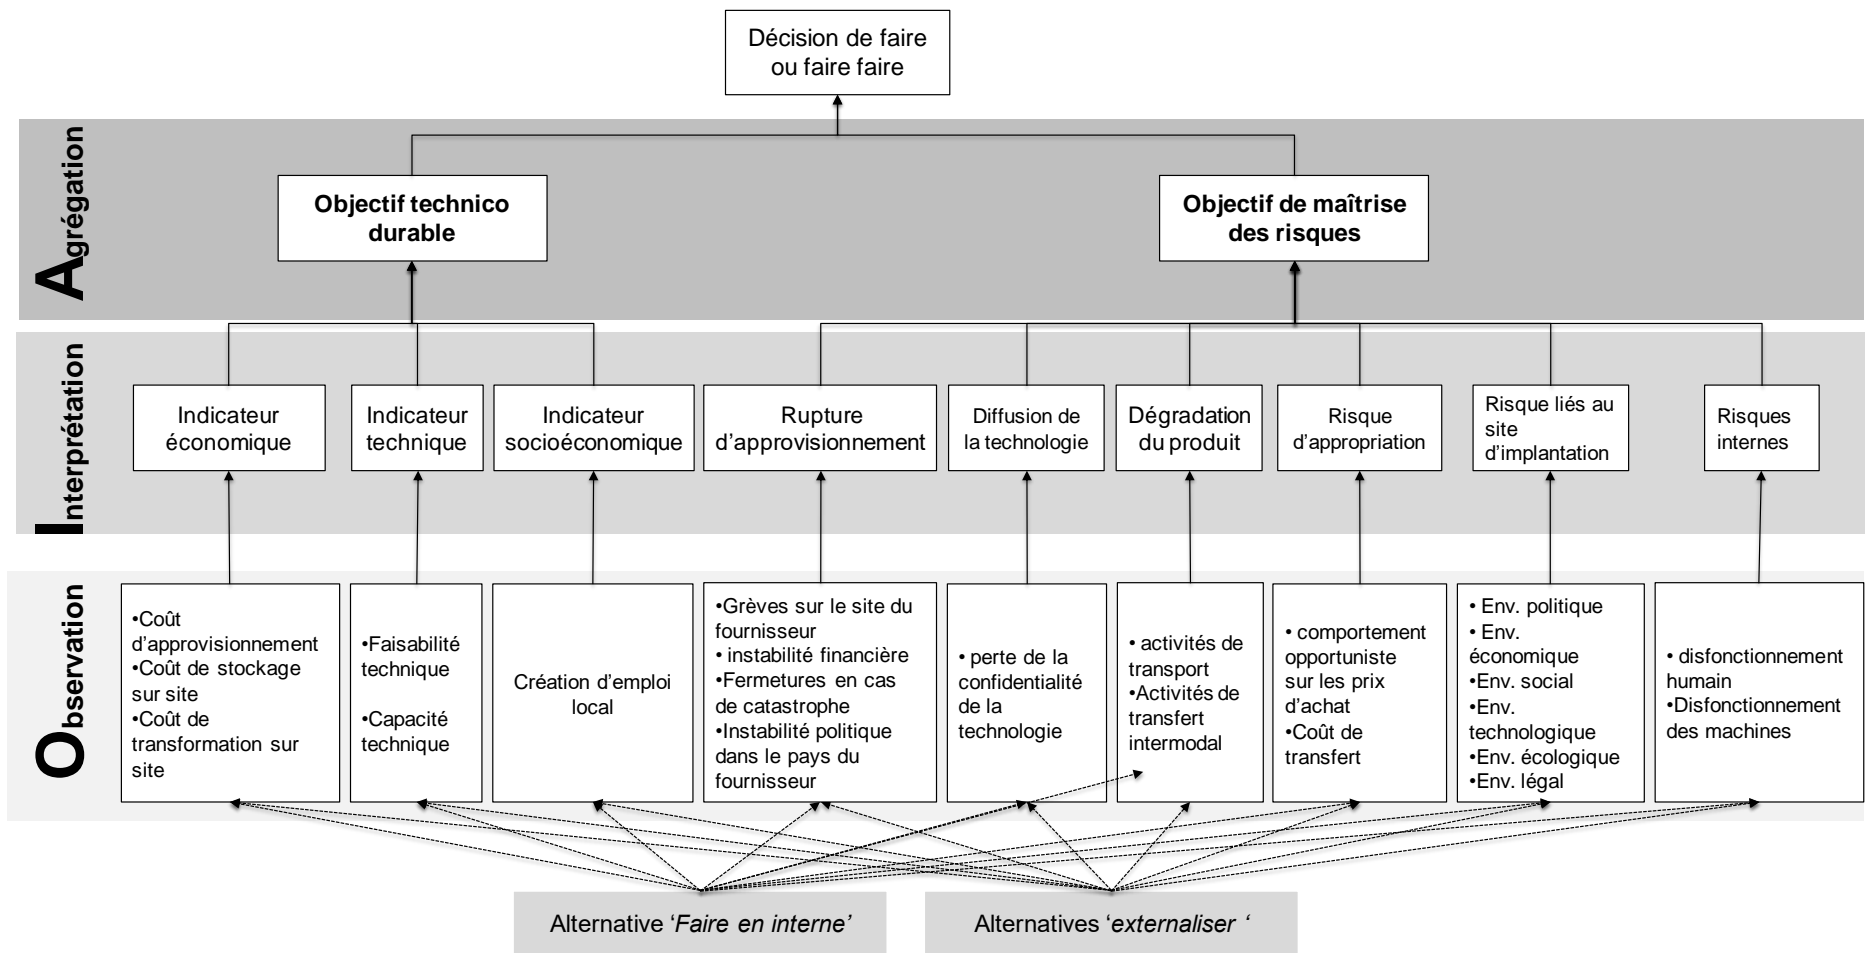 Décision de faire
ou faire faire
Agrégation
Objectif technico
durable
Objectif de maîtrise
des risques
Interprétation
Indicateur
économique
Indicateur
technique
Indicateur
socioéconomique
Rupture
d’approvisionnement
Diffusion de
la technologie
Dégradation
du produit
Risque
d’appropriation
Risque liés au
site
d’implantation
Risques
internes
Observation
•Coût
d’approvisionnement
•Coût de stockage
sur site
•Coût de
transformation sur
site
•Faisabilité
technique
•Capacité
technique
Création d’emploi
local
•Grèves sur le site du
fournisseur
• instabilité financière
•Fermetures en cas
de catastrophe
•Instabilité politique
dans le pays du
fournisseur
• perte de la
confidentialité
de la
technologie
• activités de
transport
•Activités de
transfert
intermodal
• comportement
opportuniste
sur les prix
d’achat
•Coût de
transfert
• Env. politique
• Env.
économique
•Env. social
•Env.
technologique
•Env. écologique
•Env. légal
• disfonctionnement
humain
•Disfonctionnement
des machines
Alternative ‘Faire en interne’
Alternatives ‘externaliser ‘